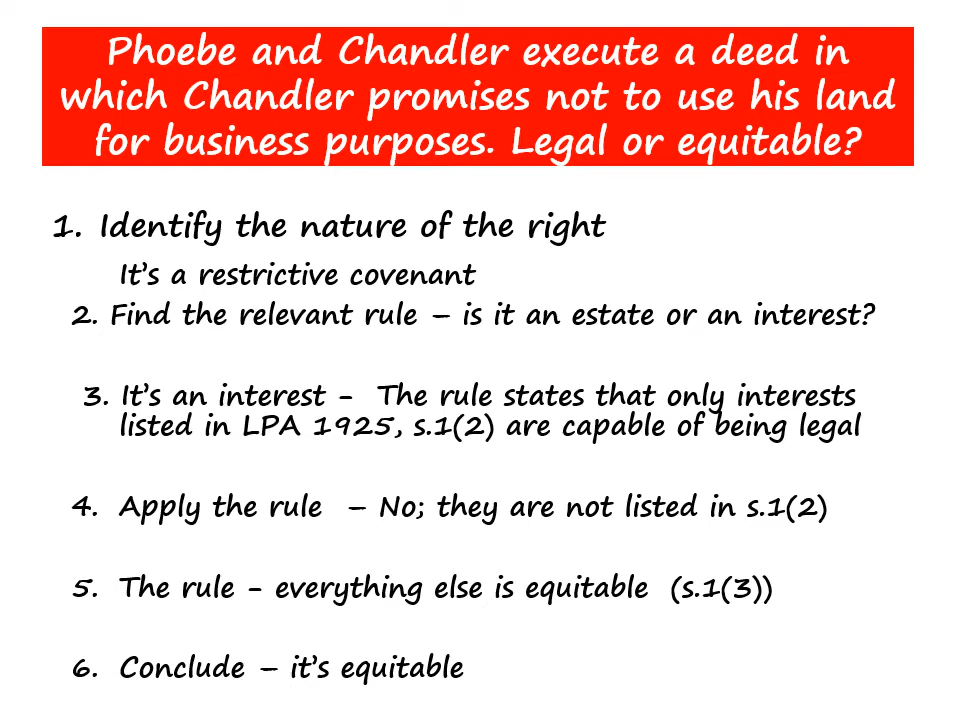 Phoebe and Chandler execute a deed in
which Chandler promises not to use his land
for business purposes. Legal or equitable?
1. Identify the nature of the right
It's a restrictive covenant
2. Find the relevant rule – is it an estate or an interest?
3. It's an interest - The rule states that only interests
listed in LPA 1925, s.1(2) are capable of being legal
4. Apply the rule – No; they are not listed in s.1(2)
5. The rule - everything else is equitable (s.1(3))
6. Conclude – it's equitable